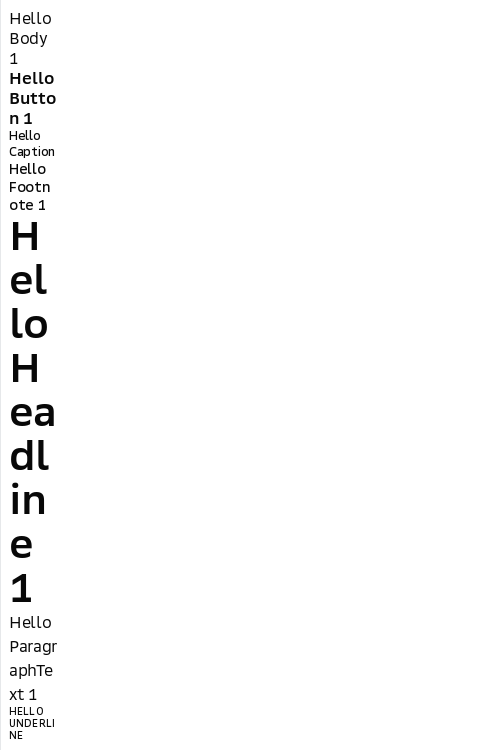 Hello
Body
1
Hello
Butto
n 1
Hello
Caption
Hello
Footn
ote 1
H
el
lo
H
ea
dl
in
e
1
Hello
Paragr
aphTe
xt 1
HELLO
UNDERLI
NE